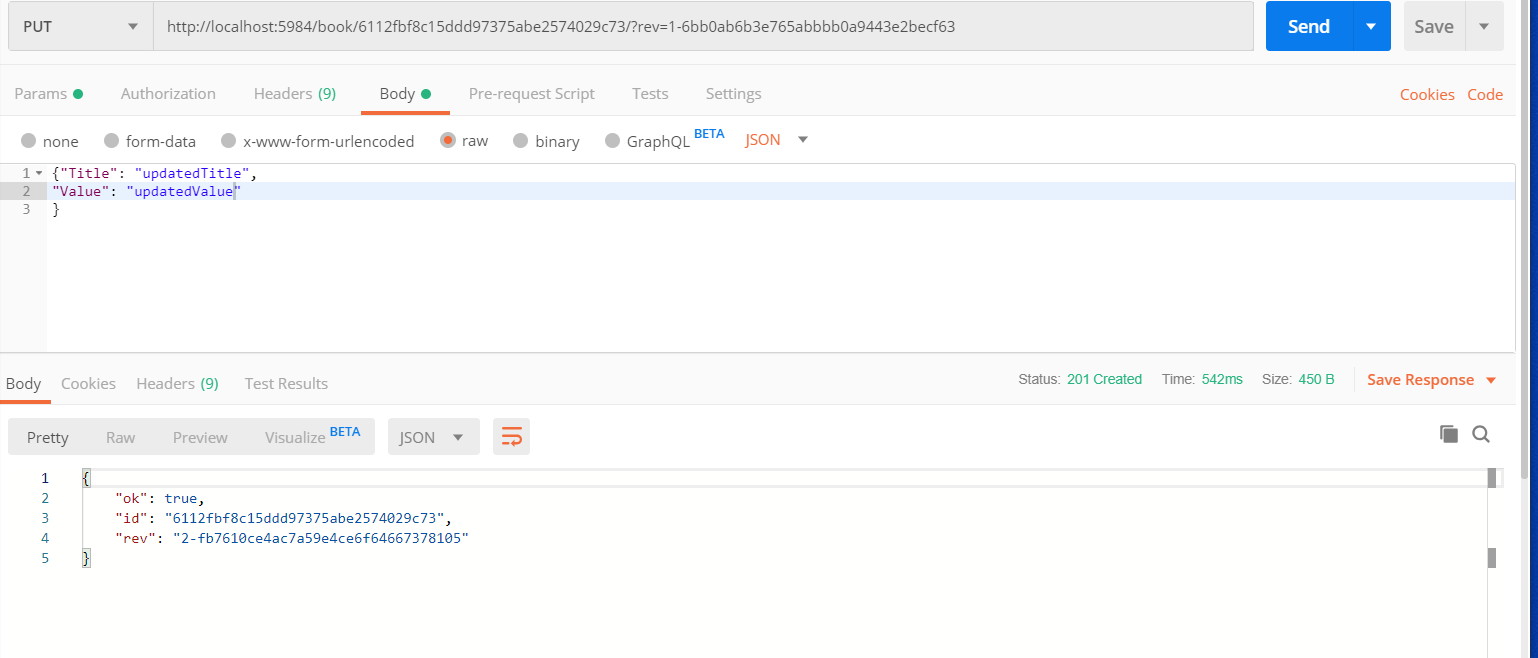 PUT http://localhost:5984/book/6112fbf8c15ddd97375abe2574029c73/?rev=1-6bb0ab6b3e765abbbb0a9443e2becf63 Send Save
Params Authorization Headers (9) Body Pre-request Script Tests Settings Cookies Code
none form-data x-www-form-urlencoded raw binary GraphQL BETA JSON
1 {"Title": "updatedTitle",
2 "Value": "updatedValue"
3 }
Body Cookies Headers (9) Test Results Status: 201 Created Time: 542ms Size: 450 B Save Response
Pretty Raw Preview Visualize BETA JSON
1 {
2 "ok": true,
3 "id": "6112fbf8c15ddd97375abe2574029c73",
4 "rev": "2-fb7610ce4ac7a59e4ce6f64667378105"
5 }